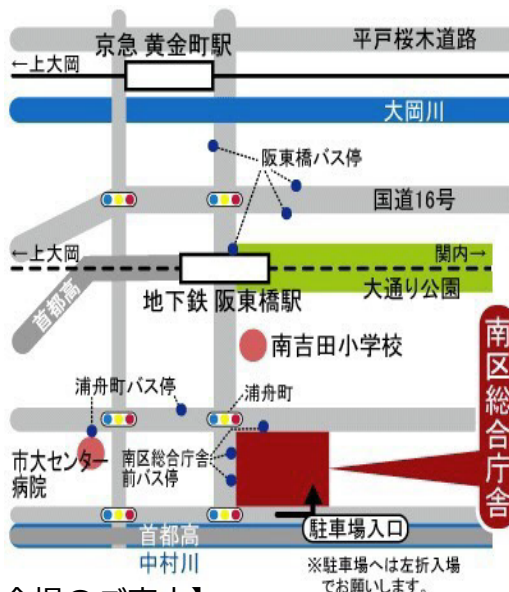 平戸桜木道路
京急 黄金町駅
←上大岡
大岡川
阪東橋バス停
国道16号
←上大岡
関内→
首都高
地下鉄 阪東橋駅
大通り公園
南吉田小学校
南区総合庁舎
浦舟町バス停
浦舟町
市大センター
病院
南区総合庁舎
前バス停
駐車場入口
首都高
中村川
※駐車場へは左折入場
でお願いします。